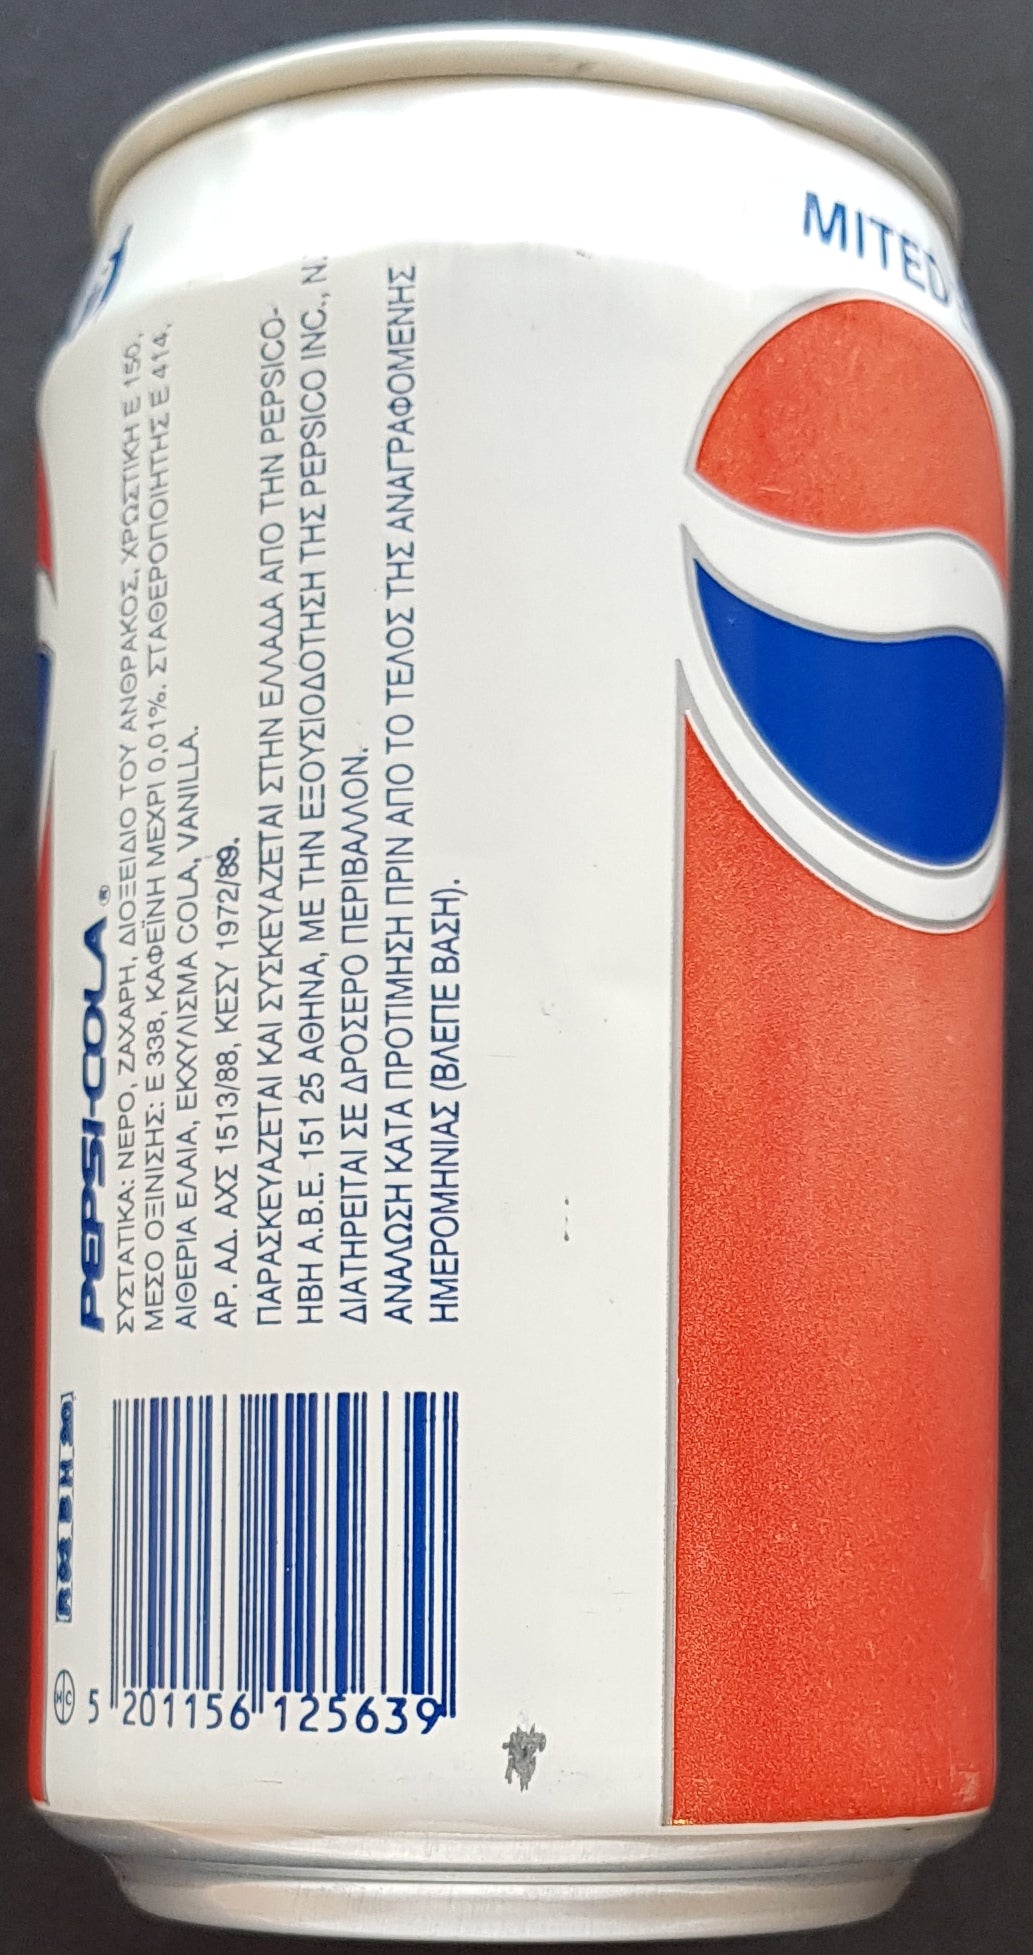 MITED
PEPSI-COLA®
ΣΥΣΤΑΤΙΚΑ: ΝΕΡΟ, ΖΑΧΑΡΗ, ΔΙΟΞΕΙΔΙΟ ΤΟΥ ΑΝΘΡΑΚΟΣ, ΧΡΩΣΤΙΚΗ Ε 150,
ΜΕΣΟ ΟΞΙΝΙΣΗΣ: Ε 338, ΚΑΦΕΪΝΗ ΜΕΧΡΙ 0,01%, ΣΤΑΘΕΡΟΠΟΙΗΤΗΣ Ε 414,
ΑΙΘΕΡΙΑ ΕΛΑΙΑ, ΕΚΧΥΛΙΣΜΑ COLA, VANILLA.
ΑΡ. ΑΔ. ΑΧΣ 1513/88, ΚΕΣΥ 1972/89.
ΠΑΡΑΣΚΕΥΑΖΕΤΑΙ ΚΑΙ ΣΥΣΚΕΥΑΖΕΤΑΙ ΣΤΗΝ ΕΛΛΑΔΑ ΑΠΟ ΤΗΝ PEPSICO-
ΗΒΗ Α.Β.Ε. 151 25 ΑΘΗΝΑ, ΜΕ ΤΗΝ ΕΞΟΥΣΙΟΔΟΤΗΣΗ ΤΗΣ PEPSICO INC., N.
ΔΙΑΤΗΡΕΙΤΑΙ ΣΕ ΔΡΟΣΕΡΟ ΠΕΡΙΒΑΛΛΟΝ.
ΑΝΑΛΩΣΗ ΚΑΤΑ ΠΡΟΤΙΜΗΣΗ ΠΡΙΝ ΑΠΟ ΤΟ ΤΕΛΟΣ ΤΗΣ ΑΝΑΓΡΑΦΟΜΕΝΗΣ
ΗΜΕΡΟΜΗΝΙΑΣ (ΒΛΕΠΕ ΒΑΣΗ).
5 201156 125639